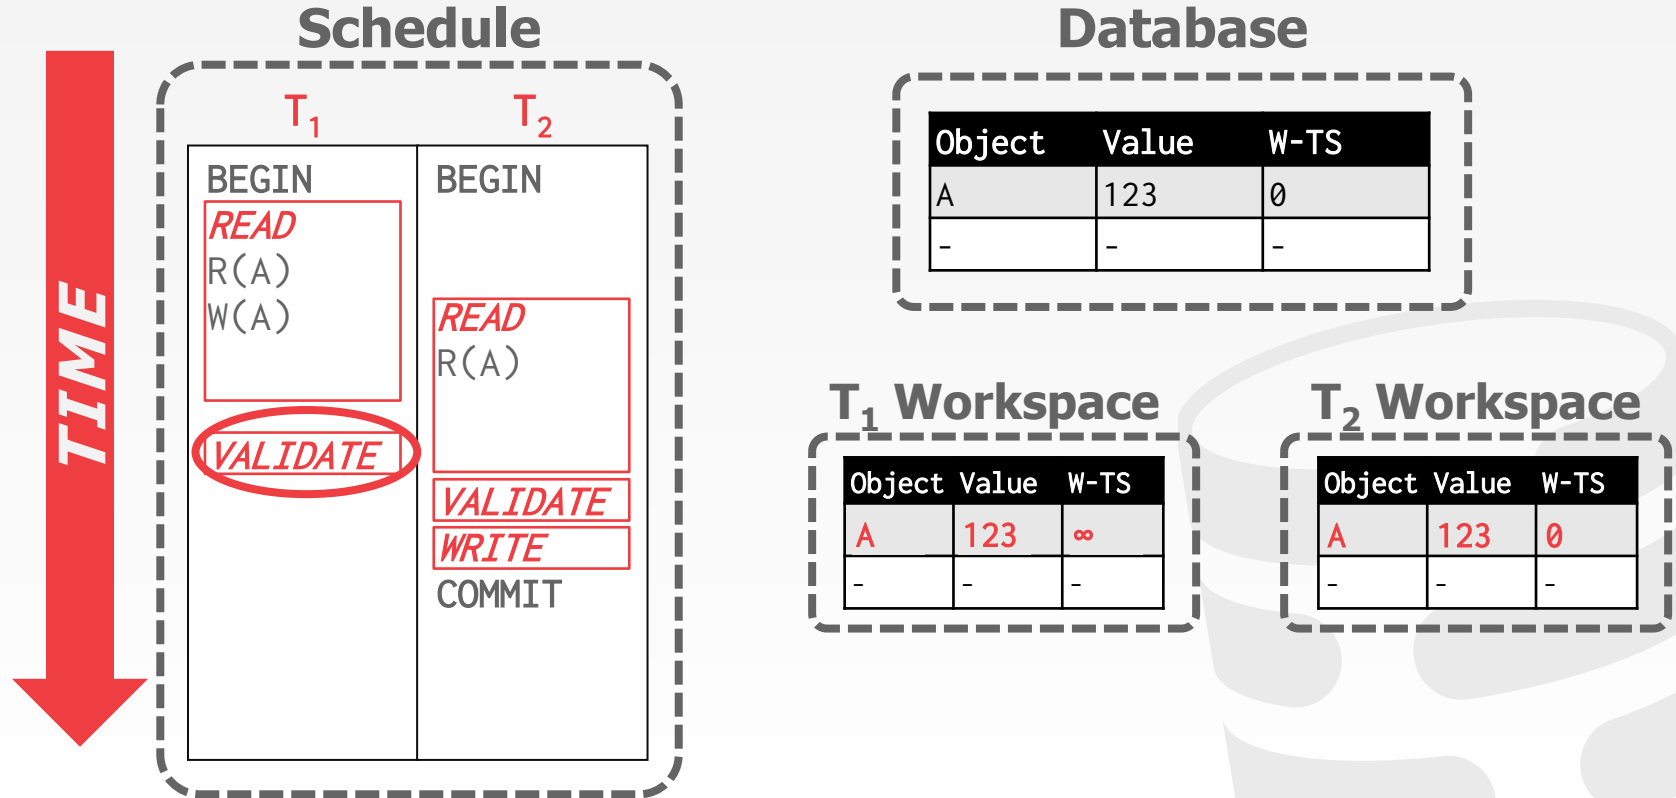 Schedule
TIME
T1 T2
BEGIN BEGIN
READ
R(A)
W(A) READ
R(A)
VALIDATE
VALIDATE
WRITE
COMMIT
Database
Object Value W-TS
A 123 0
- - -
T1 Workspace
Object Value W-TS
A 123 ∞
- - -
T2 Workspace
Object Value W-TS
A 123 0
- - -